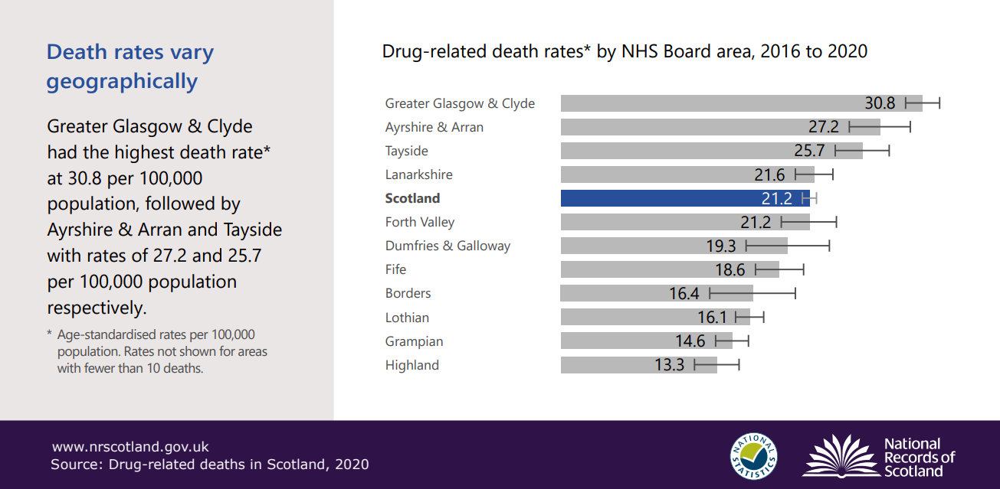 Death rates vary
geographically
Greater Glasgow & Clyde
had the highest death rate*
at 30.8 per 100,000
population, followed by
Ayrshire & Arran and Tayside
with rates of 27.2 and 25.7
per 100,000 population
respectively.
* Age-standardised rates per 100,000
population. Rates not shown for areas
with fewer than 10 deaths.
Drug-related death rates* by NHS Board area, 2016 to 2020
Greater Glasgow & Clyde 30.8
Ayrshire & Arran 27.2
Tayside 25.7
Lanarkshire 21.6
Scotland 21.2
Forth Valley 21.2
Dumfries & Galloway 19.3
Fife 18.6
Borders 16.4
Lothian 16.1
Grampian 14.6
Highland 13.3
www.nrscotland.gov.uk
Source: Drug-related deaths in Scotland, 2020
NATIONAL
STATISTICS
National
Records of
Scotland